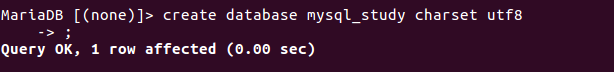 MariaDB [(none)]> create database mysql_study charset utf8
-> ;
Query OK, 1 row affected (0.00 sec)